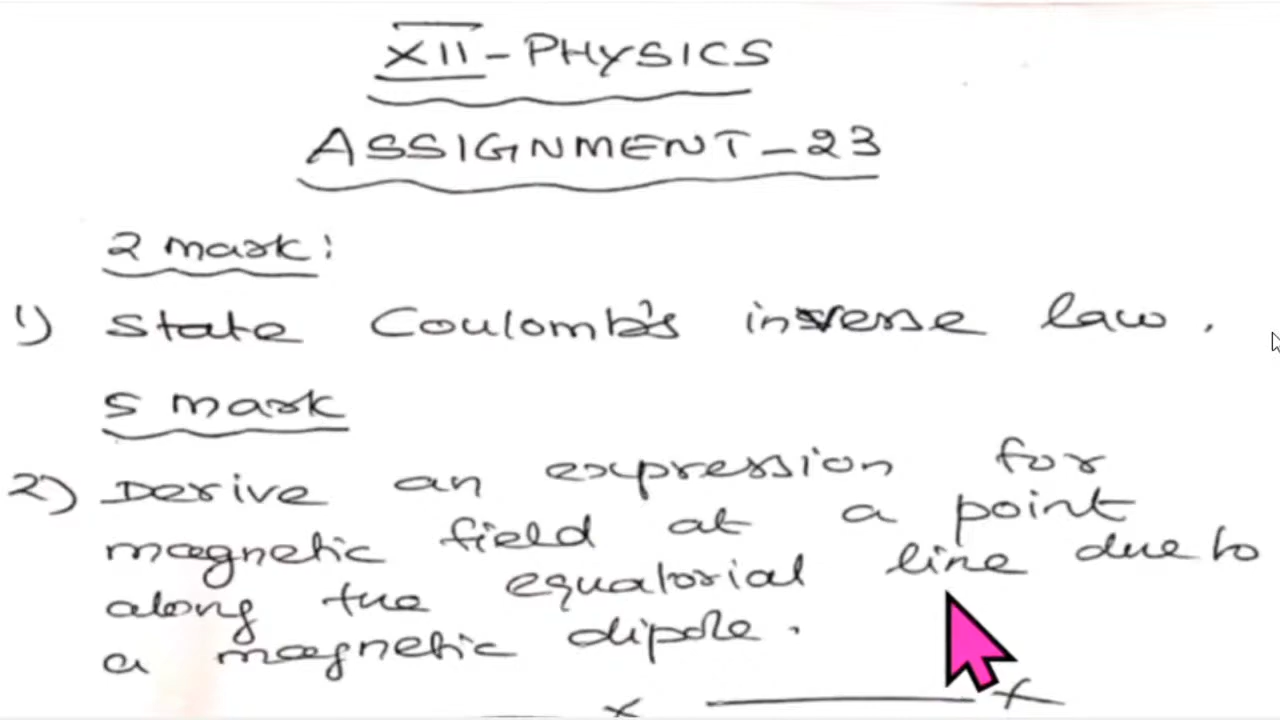 XII - PHYSICS
ASSIGNMENT - 23
2 mark:
1) State Coulomb's inverse law.
5 mark
2) Derive an expression for
magnetic field at a point
along the equatorial line due to
a magnetic dipole.
x ——— x